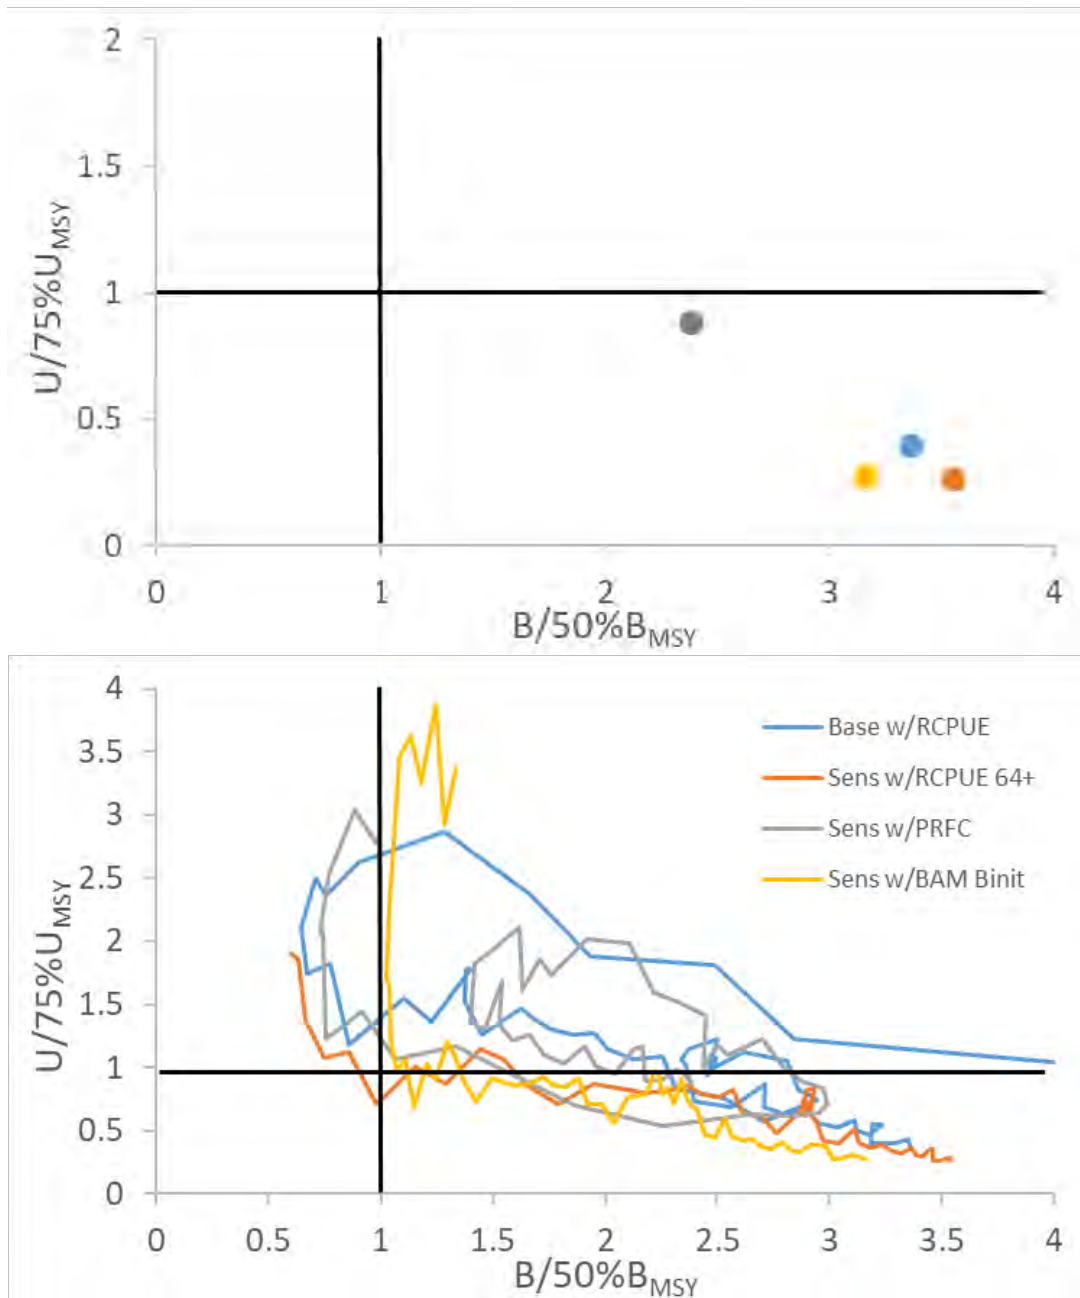 2
1.5
1
0.5
0
U/75%UMSY
0 1 2 3 4
B/50%BMSY
4
3.5
3
2.5
2
1.5
1
0.5
0
U/75%UMSY
Base w/RCPUE
Sens w/RCPUE 64+
Sens w/PRFC
Sens w/BAM Binit
0 0.5 1 1.5 2 2.5 3 3.5 4
B/50%BMSY